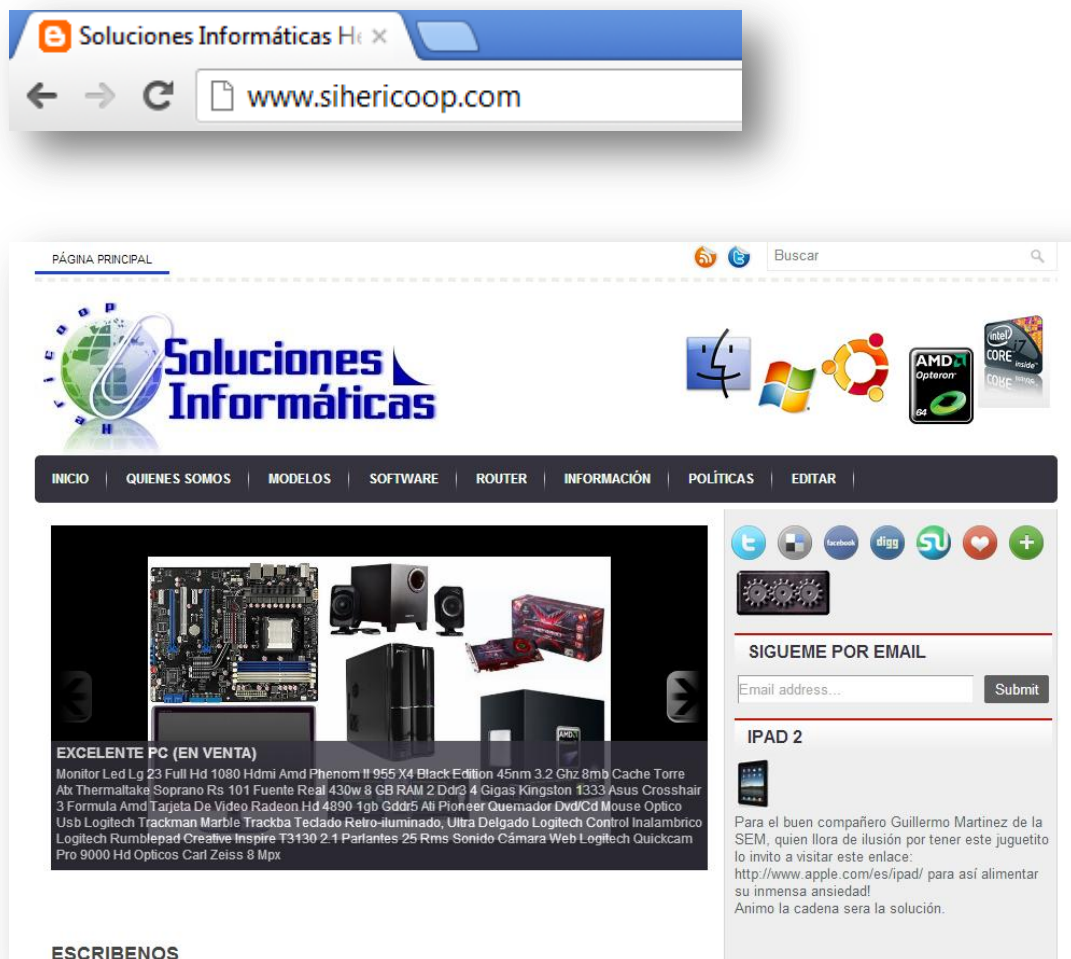 Soluciones Informáticas He
www.sihericoop.com
PÁGINA PRINCIPAL
Buscar
Hericoop
Soluciones
Informáticas
AMD
Opteron
64
intel
CORE i7
inside
INICIO QUIENES SOMOS MODELOS SOFTWARE ROUTER INFORMACIÓN POLÍTICAS EDITAR
facebook
digg
SIGUEME POR EMAIL
Email address...
Submit
IPAD 2
Para el buen compañero Guillermo Martinez de la
SEM, quien llora de ilusión por tener este juguetito
lo invito a visitar este enlace:
http://www.apple.com/es/ipad/ para así alimentar
su inmensa ansiedad!
Animo la cadena sera la solución.
AMD
EXCELENTE PC (EN VENTA)
Monitor Led Lg 23 Full Hd 1080 Hdmi Amd Phenom II 955 X4 Black Edition 45nm 3.2 Ghz 8mb Cache Torre
Atx Thermaltake Soprano Rs 101 Fuente Real 430w 8 GB RAM 2 Ddr3 4 Gigas Kingston 1333 Asus Crosshair
3 Formula Amd Tarjeta De Video Radeon Hd 4890 1gb Gddr5 Ati Pioneer Quemador Dvd/Cd Mouse Optico
Usb Logitech Trackman Marble Trackba Teclado Retro-iluminado, Ultra Delgado Logitech Control Inalambrico
Logitech Rumblepad Creative Inspire T3130 2.1 Parlantes 25 Rms Sonido Cámara Web Logitech Quickcam
Pro 9000 Hd Opticos Carl Zeiss 8 Mpx
ESCRIBENOS